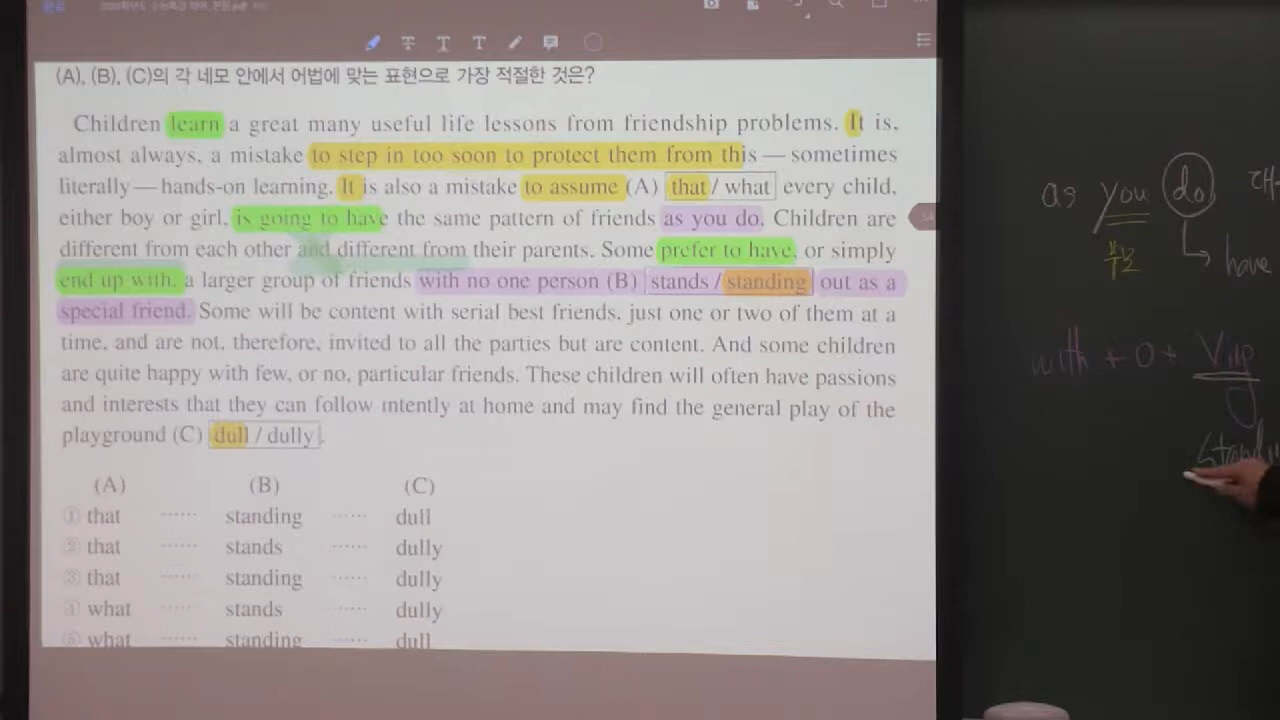 완료
(A), (B), (C)의 각 네모 안에서 어법에 맞는 표현으로 가장 적절한 것은?
Children learn a great many useful life lessons from friendship problems. It is,
almost always, a mistake to step in too soon to protect them from this — sometimes
literally — hands-on learning. It is also a mistake to assume (A) that / what every child,
either boy or girl, is going to have the same pattern of friends as you do. Children are
different from each other and different from their parents. Some prefer to have, or simply
end up with, a larger group of friends with no one person (B) stands / standing out as a
special friend. Some will be content with serial best friends, just one or two of them at a
time, and are not, therefore, invited to all the parties but are content. And some children
are quite happy with few, or no, particular friends. These children will often have passions
and interests that they can follow intently at home and may find the general play of the
playground (C) dull / dully.
(A) (B) (C)
① that ······ standing ······ dull
② that ······ stands ······ dully
③ that ······ standing ······ dully
④ what ······ stands ······ dully
⑤ what ······ standing ······ dull
as you do
부모
have
with + O + Ving